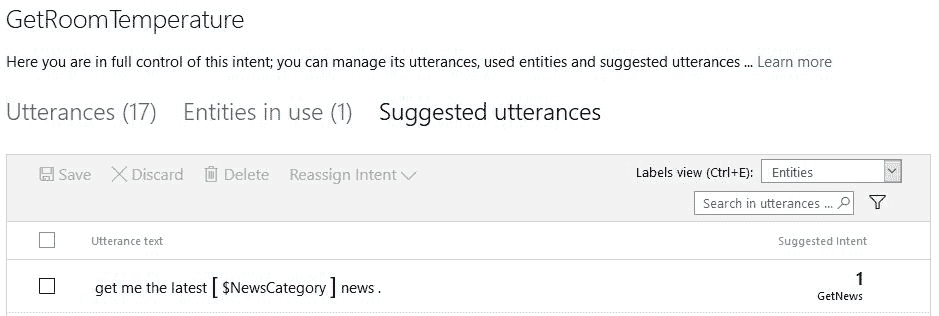 GetRoomTemperature
Here you are in full control of this intent; you can manage its utterances, used entities and suggested utterances ... Learn more
Utterances (17) Entities in use (1) Suggested utterances
Save Discard Delete Reassign Intent Labels view (Ctrl+E): Entities
Search in utterances ...
Utterance text Suggested Intent
get me the latest [ $NewsCategory ] news . 1
GetNews